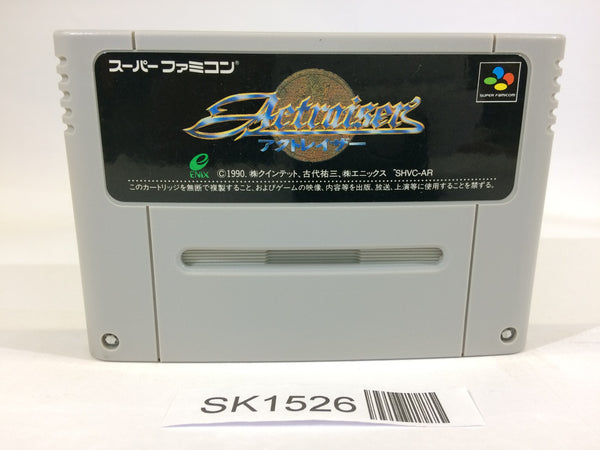 スーパーファミコン®
Actraiser
アクトレイザー
SUPER FAMICOM
ENIX
©1990, ㈱クインテット、古代祐三、㈱エニックス SHVC-AR
このカートリッジを無断で複製すること、およびゲームの映像、内容等を出版、放送、上演等に使用することを禁ずる。
SK1526